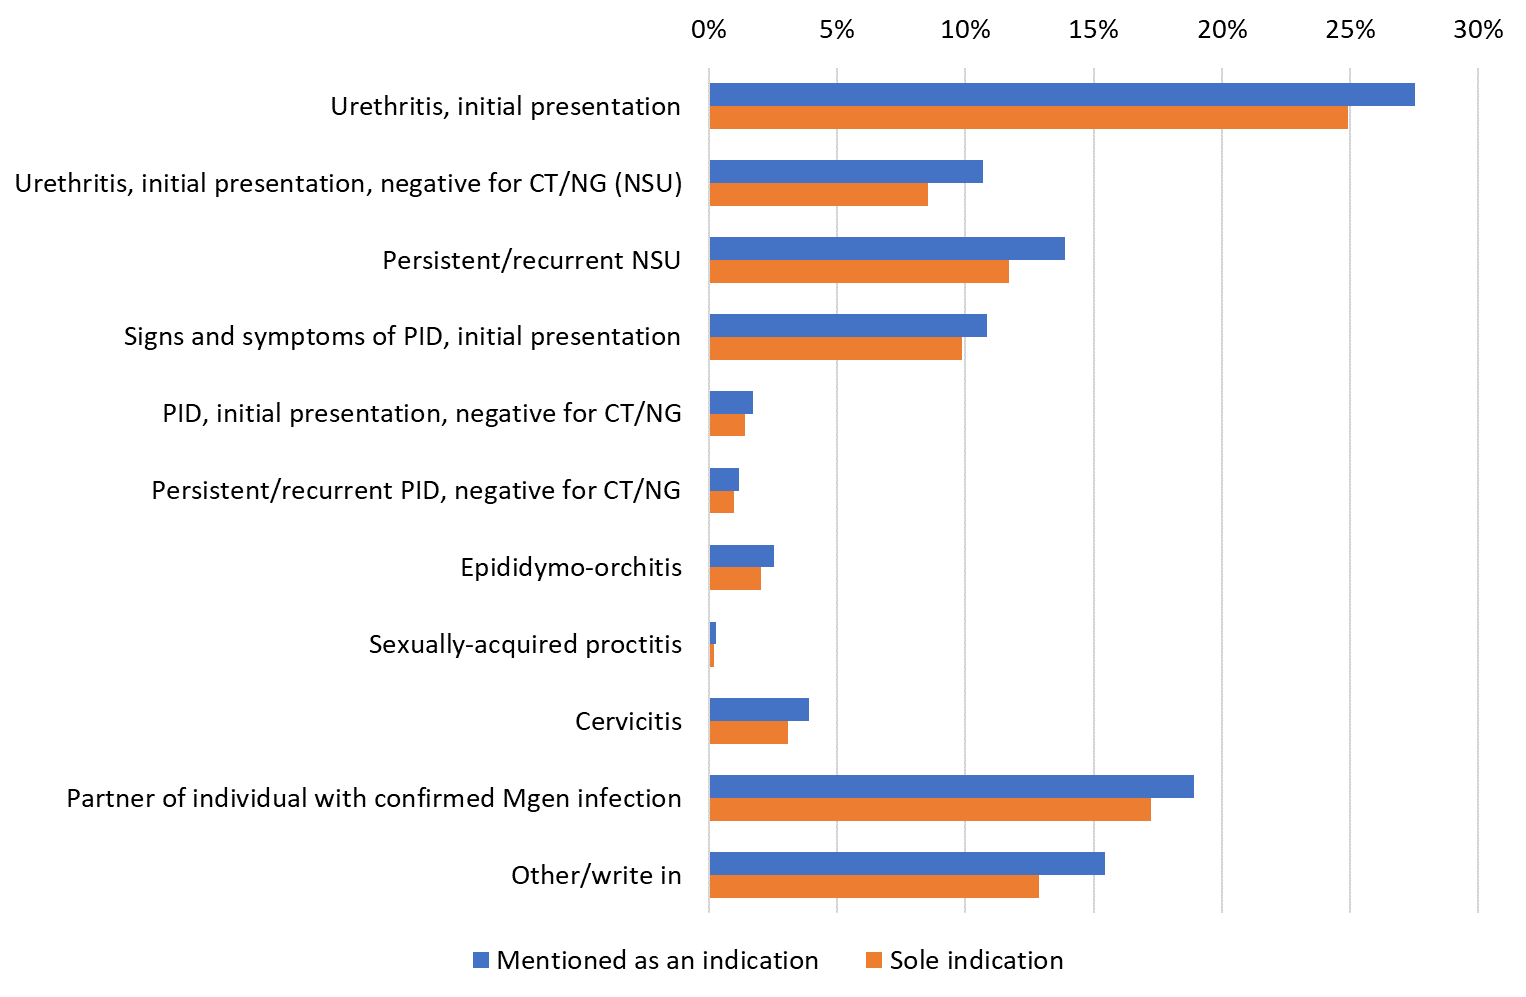 0% 5% 10% 15% 20% 25% 30%
Urethritis, initial presentation
Urethritis, initial presentation, negative for CT/NG (NSU)
Persistent/recurrent NSU
Signs and symptoms of PID, initial presentation
PID, initial presentation, negative for CT/NG
Persistent/recurrent PID, negative for CT/NG
Epididymo-orchitis
Sexually-acquired proctitis
Cervicitis
Partner of individual with confirmed Mgen infection
Other/write in
Mentioned as an indication Sole indication